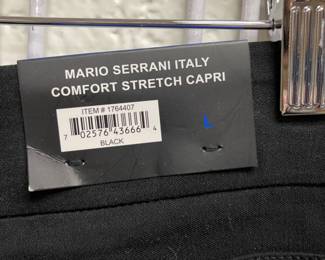 MARIO SERRANI ITALY
COMFORT STRETCH CAPRI
ITEM # 1764407
7 02576 43666 4
BLACK
L